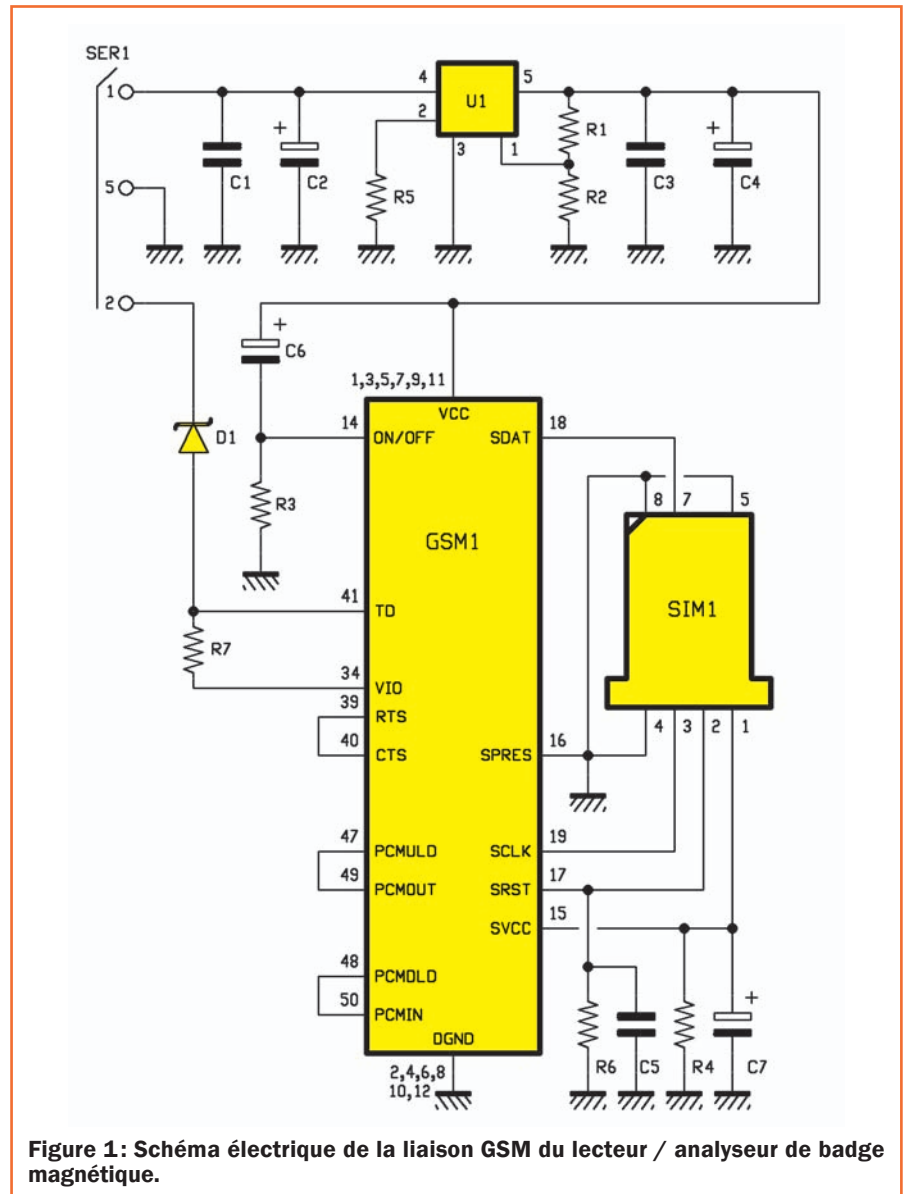 SER1
1
4
U1
5
2
3
1
R1
+
C1
C2
R5
R2
C3
+
C4
5
2
+
C6
1,3,5,7,9,11
VCC
14
ON/OFF
SDAT
18
D1
R3
8
7
5
GSM1
SIM1
41
TD
R7
34
VIO
39
RTS
40
CTS
4
3
2
1
SPRES
16
47
PCMULD
SCLK
19
49
PCMOUT
SRST
17
SVCC
15
48
PCMDLD
50
PCMIN
DGND
+
R6
C5
R4
C7
2,4,6,8
10,12
Figure 1: Schéma électrique de la liaison GSM du lecteur / analyseur de badge
magnétique.